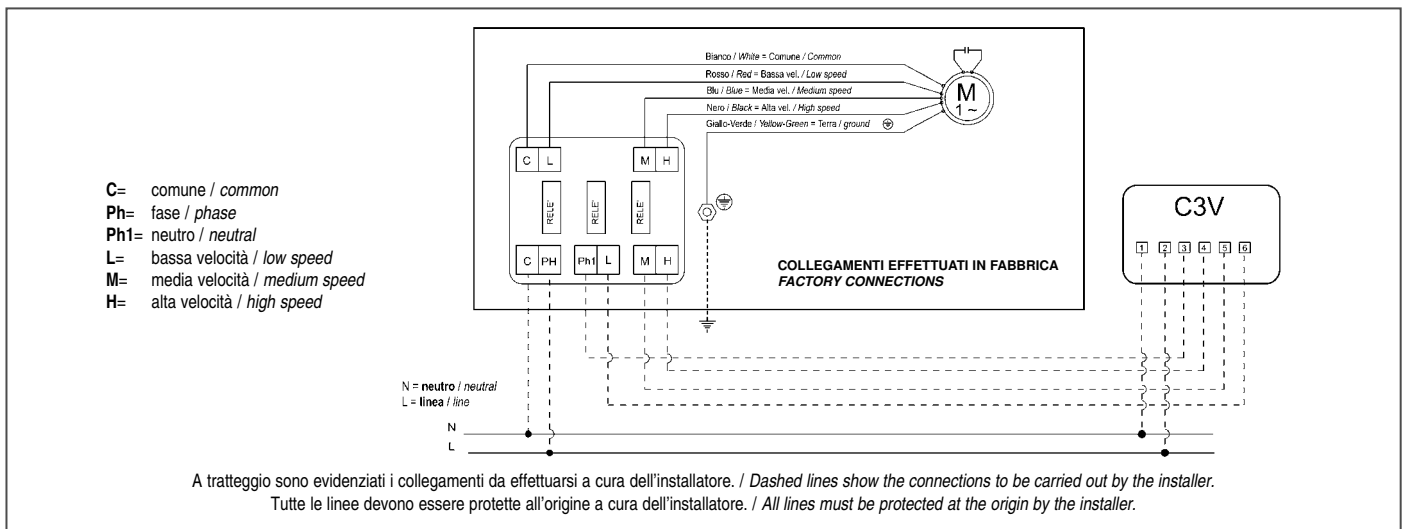 Bianco / White = Comune / Common
Rosso / Red = Bassa vel. / Low speed
Blu / Blue = Media vel. / Medium speed
Nero / Black = Alta vel. / High speed
Giallo-Verde / Yellow-Green = Terra / ground
M
1 ~
C L M H
RELE' RELE' RELE'
C PH Ph1 L M H
COLLEGAMENTI EFFETTUATI IN FABBRICA
FACTORY CONNECTIONS
C3V
1 2 3 4 5 6
C= comune / common
Ph= fase / phase
Ph1= neutro / neutral
L= bassa velocità / low speed
M= media velocità / medium speed
H= alta velocità / high speed
N = neutro / neutral
L = linea / line
N
L
A tratteggio sono evidenziati i collegamenti da effettuarsi a cura dell'installatore. / Dashed lines show the connections to be carried out by the installer.
Tutte le linee devono essere protette all'origine a cura dell'installatore. / All lines must be protected at the origin by the installer.